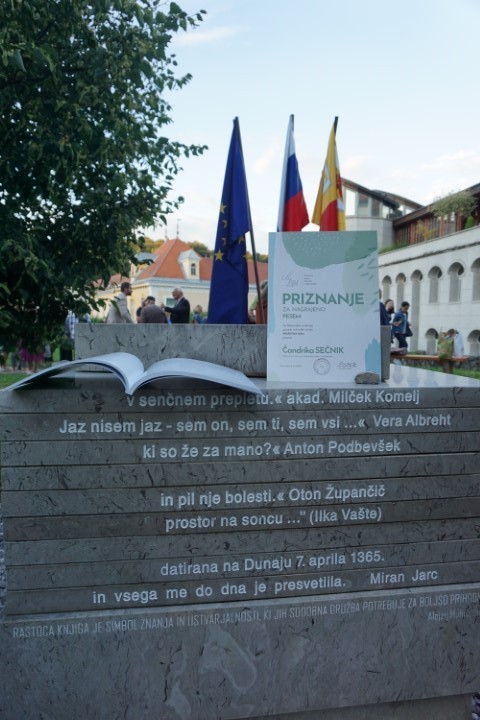 PRIZNANJE
ZA NAGRAJENO
PESEM
Čandrika SEČNIK
v senčnem prepletu.« akad. Milček Komelj
Jaz nisem jaz - sem on, sem ti, sem vsi ...«, Vera Albreht
ki so že za mano?« Anton Podbevšek
in pil nje bolesti.« Oton Župančič
prostor na soncu ..." (Ilka Vašte)
datirana na Dunaju 7. aprila 1365.
in vsega me do dna je presvetlila. Miran Jarc
RASTOČA KNJIGA JE SIMBOL ZNANJA IN USTVARJALNOSTI, KI JIH SODOBNA DRUŽBA POTREBUJE ZA BOLJŠO PRIHO